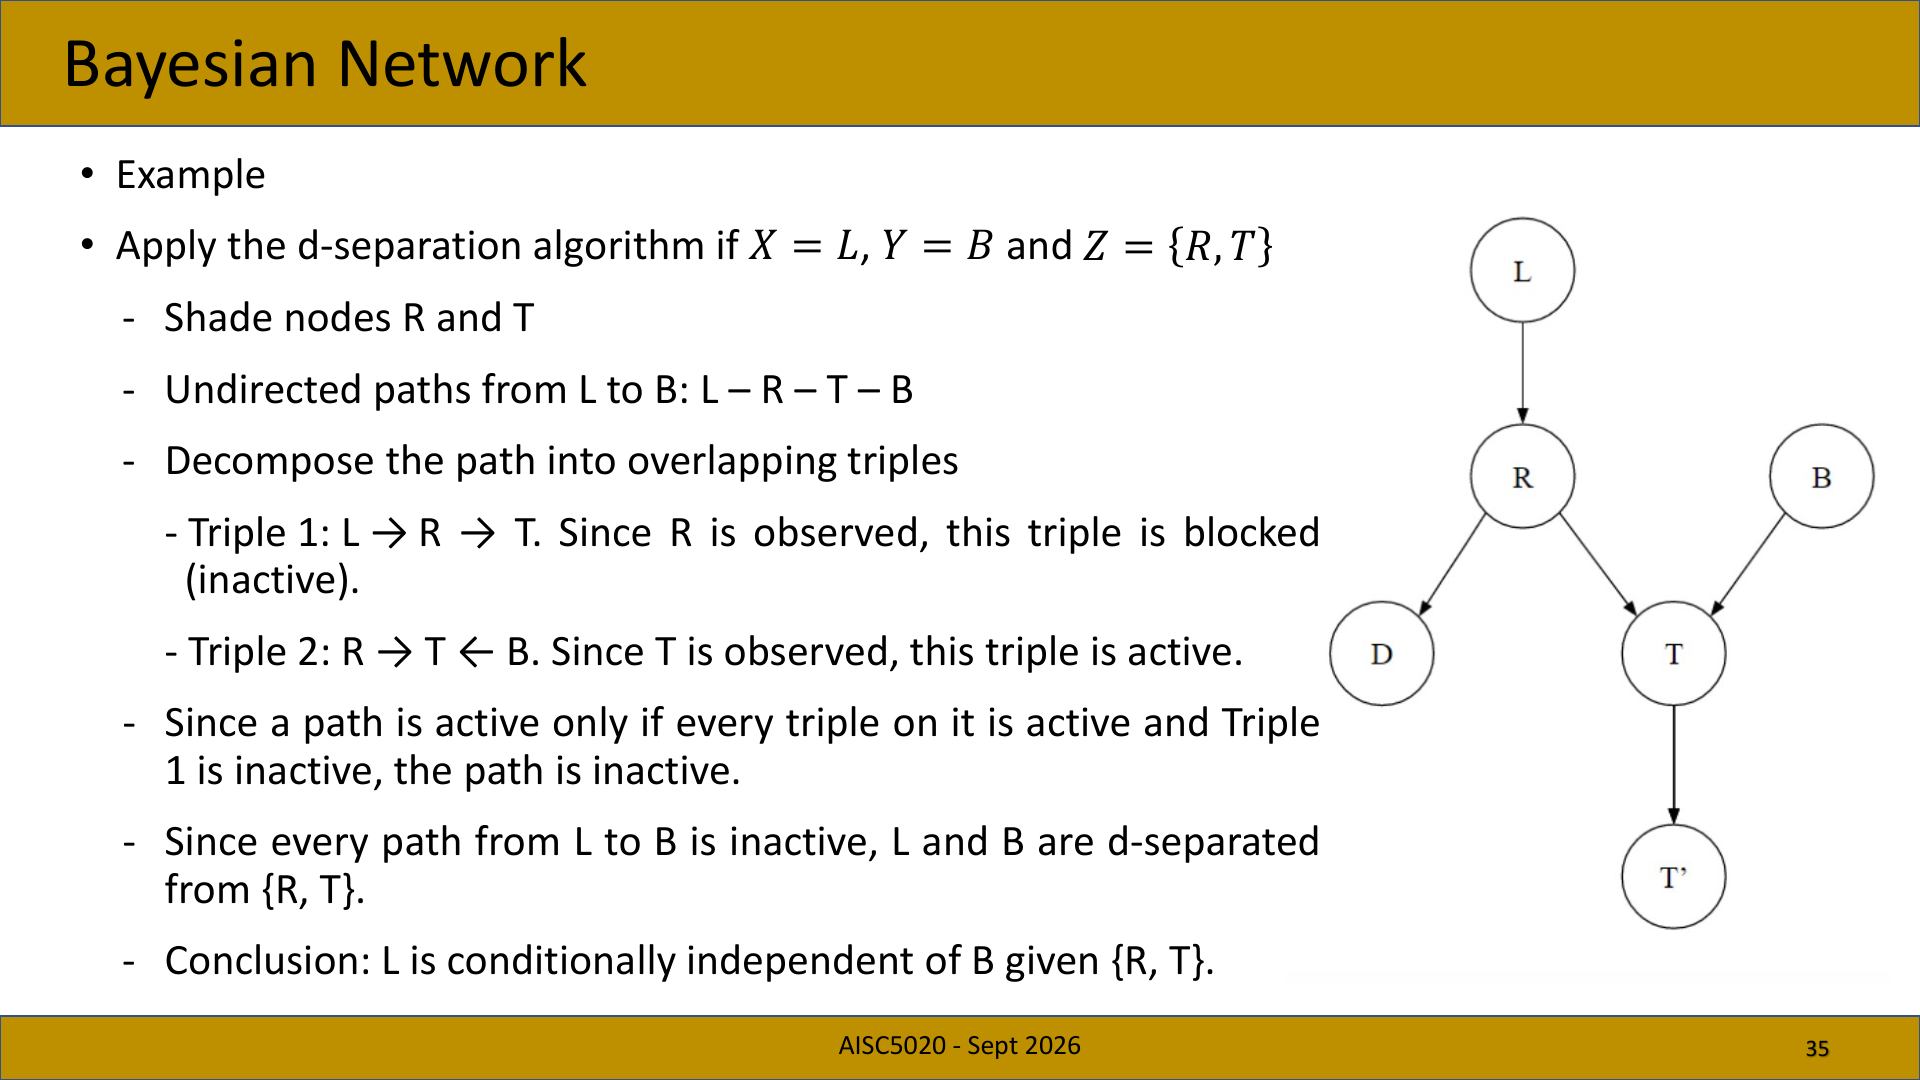 Bayesian Network
• Example
• Apply the d-separation algorithm if X = L, Y = B and Z = {R, T}
- Shade nodes R and T
- Undirected paths from L to B: L – R – T – B
- Decompose the path into overlapping triples
- Triple 1: L → R → T. Since R is observed, this triple is blocked
(inactive).
- Triple 2: R → T ← B. Since T is observed, this triple is active.
- Since a path is active only if every triple on it is active and Triple
1 is inactive, the path is inactive.
- Since every path from L to B is inactive, L and B are d-separated
from {R, T}.
- Conclusion: L is conditionally independent of B given {R, T}.
L
R
B
D
T
T’
AISC5020 - Sept 2026
35